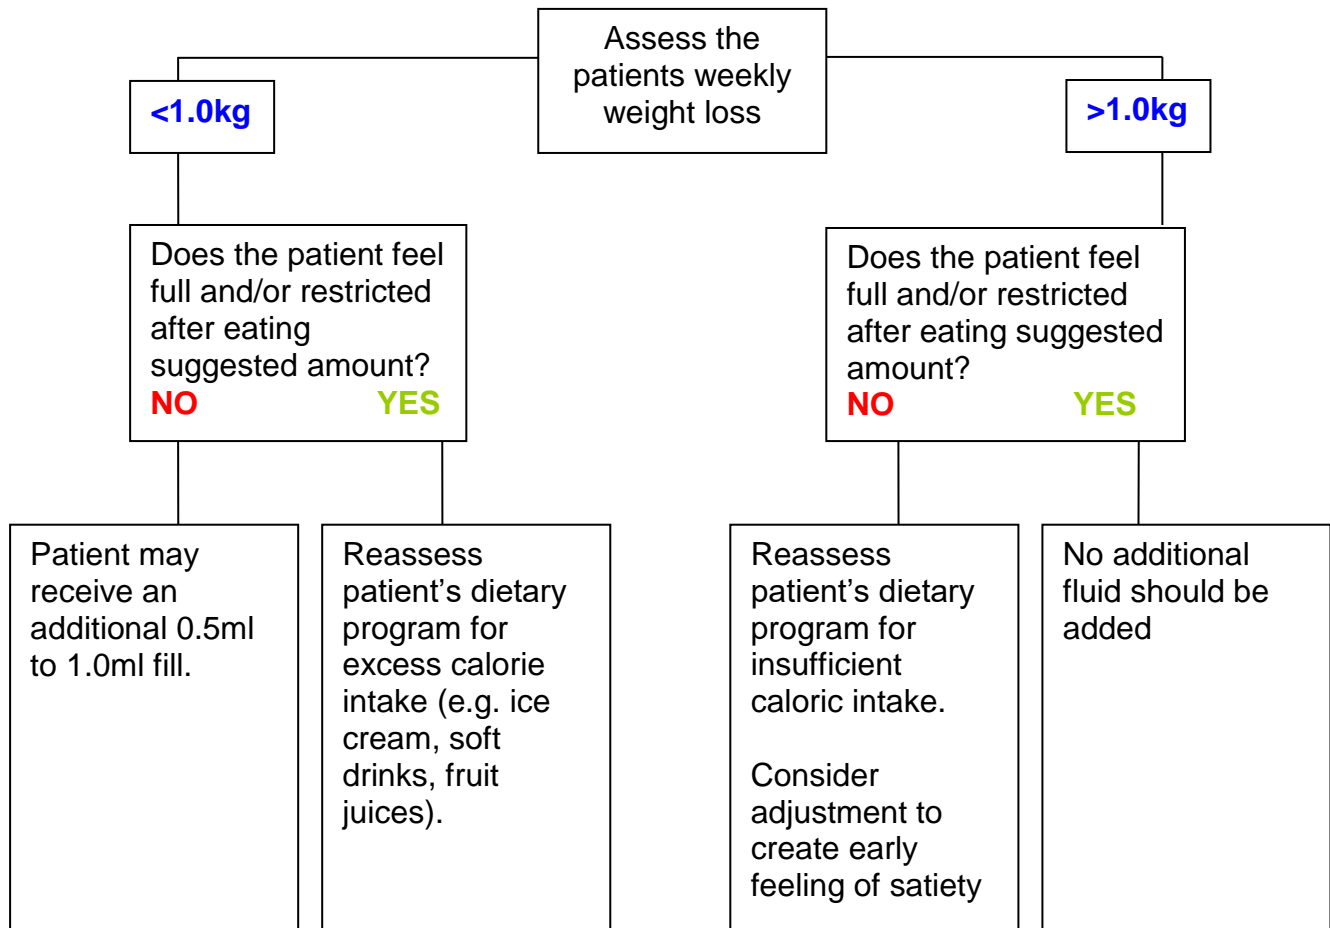 Assess the
patients weekly
weight loss
<1.0kg
>1.0kg
Does the patient feel
full and/or restricted
after eating
suggested amount?
NO YES
Does the patient feel
full and/or restricted
after eating suggested
amount?
NO YES
Patient may
receive an
additional 0.5ml
to 1.0ml fill.
Reassess
patient’s dietary
program for
excess calorie
intake (e.g. ice
cream, soft
drinks, fruit
juices).
Reassess
patient’s dietary
program for
insufficient
caloric intake.
Consider
adjustment to
create early
feeling of satiety
No additional
fluid should be
added